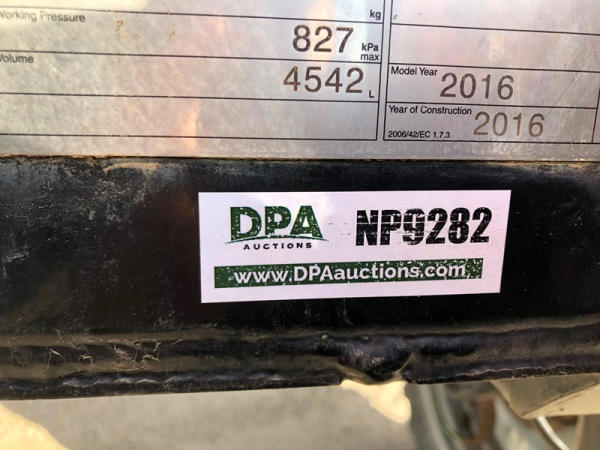 kg
Working Pressure
827 kPa max
Volume
4542 L
Model Year 2016
Year of Construction 2016
2006/42/EC 1.7.3
DPA
AUCTIONS
NP9282
www.DPAauctions.com